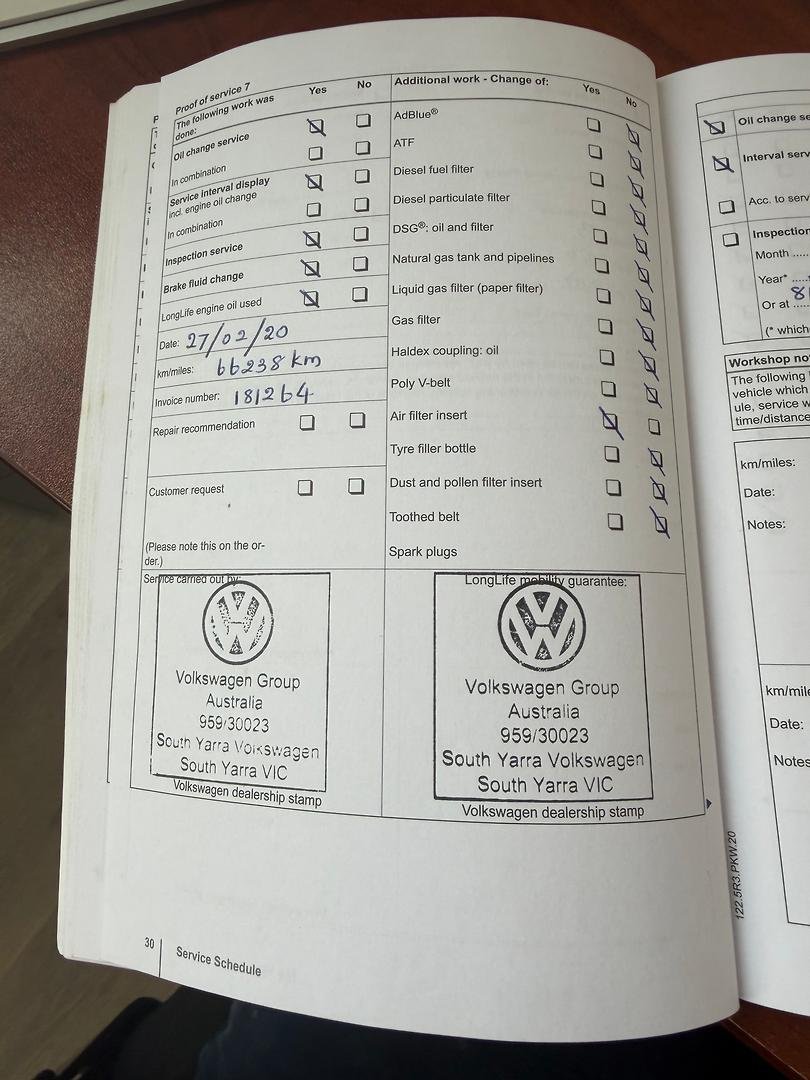 Proof of service 7
The following work was done: Yes No
Oil change service
In combination
Service interval display
incl. engine oil change
In combination
Inspection service
Brake fluid change
LongLife engine oil used
Date: 27/02/20
km/miles: 66238 km
Invoice number: 181264
Repair recommendation
Customer request
(Please note this on the or-
der.)
Additional work - Change of: Yes No
AdBlue®
ATF
Diesel fuel filter
Diesel particulate filter
DSG®: oil and filter
Natural gas tank and pipelines
Liquid gas filter (paper filter)
Gas filter
Haldex coupling: oil
Poly V-belt
Air filter insert
Tyre filler bottle
Dust and pollen filter insert
Toothed belt
Spark plugs
Service carried out by:
Volkswagen Group
Australia
959/30023
South Yarra Volkswagen
South Yarra VIC
Volkswagen dealership stamp
LongLife mobility guarantee:
Volkswagen Group
Australia
959/30023
South Yarra Volkswagen
South Yarra VIC
Volkswagen dealership stamp
30 Service Schedule
122.5R3.PKW.20
Oil change se
Interval serv
Acc. to serv
Inspection
Month .....
Year* .....
Or at
(* which
Workshop no
The following
vehicle which
ule, service w
time/distance
km/miles:
Date:
Notes:
km/mile
Date:
Notes